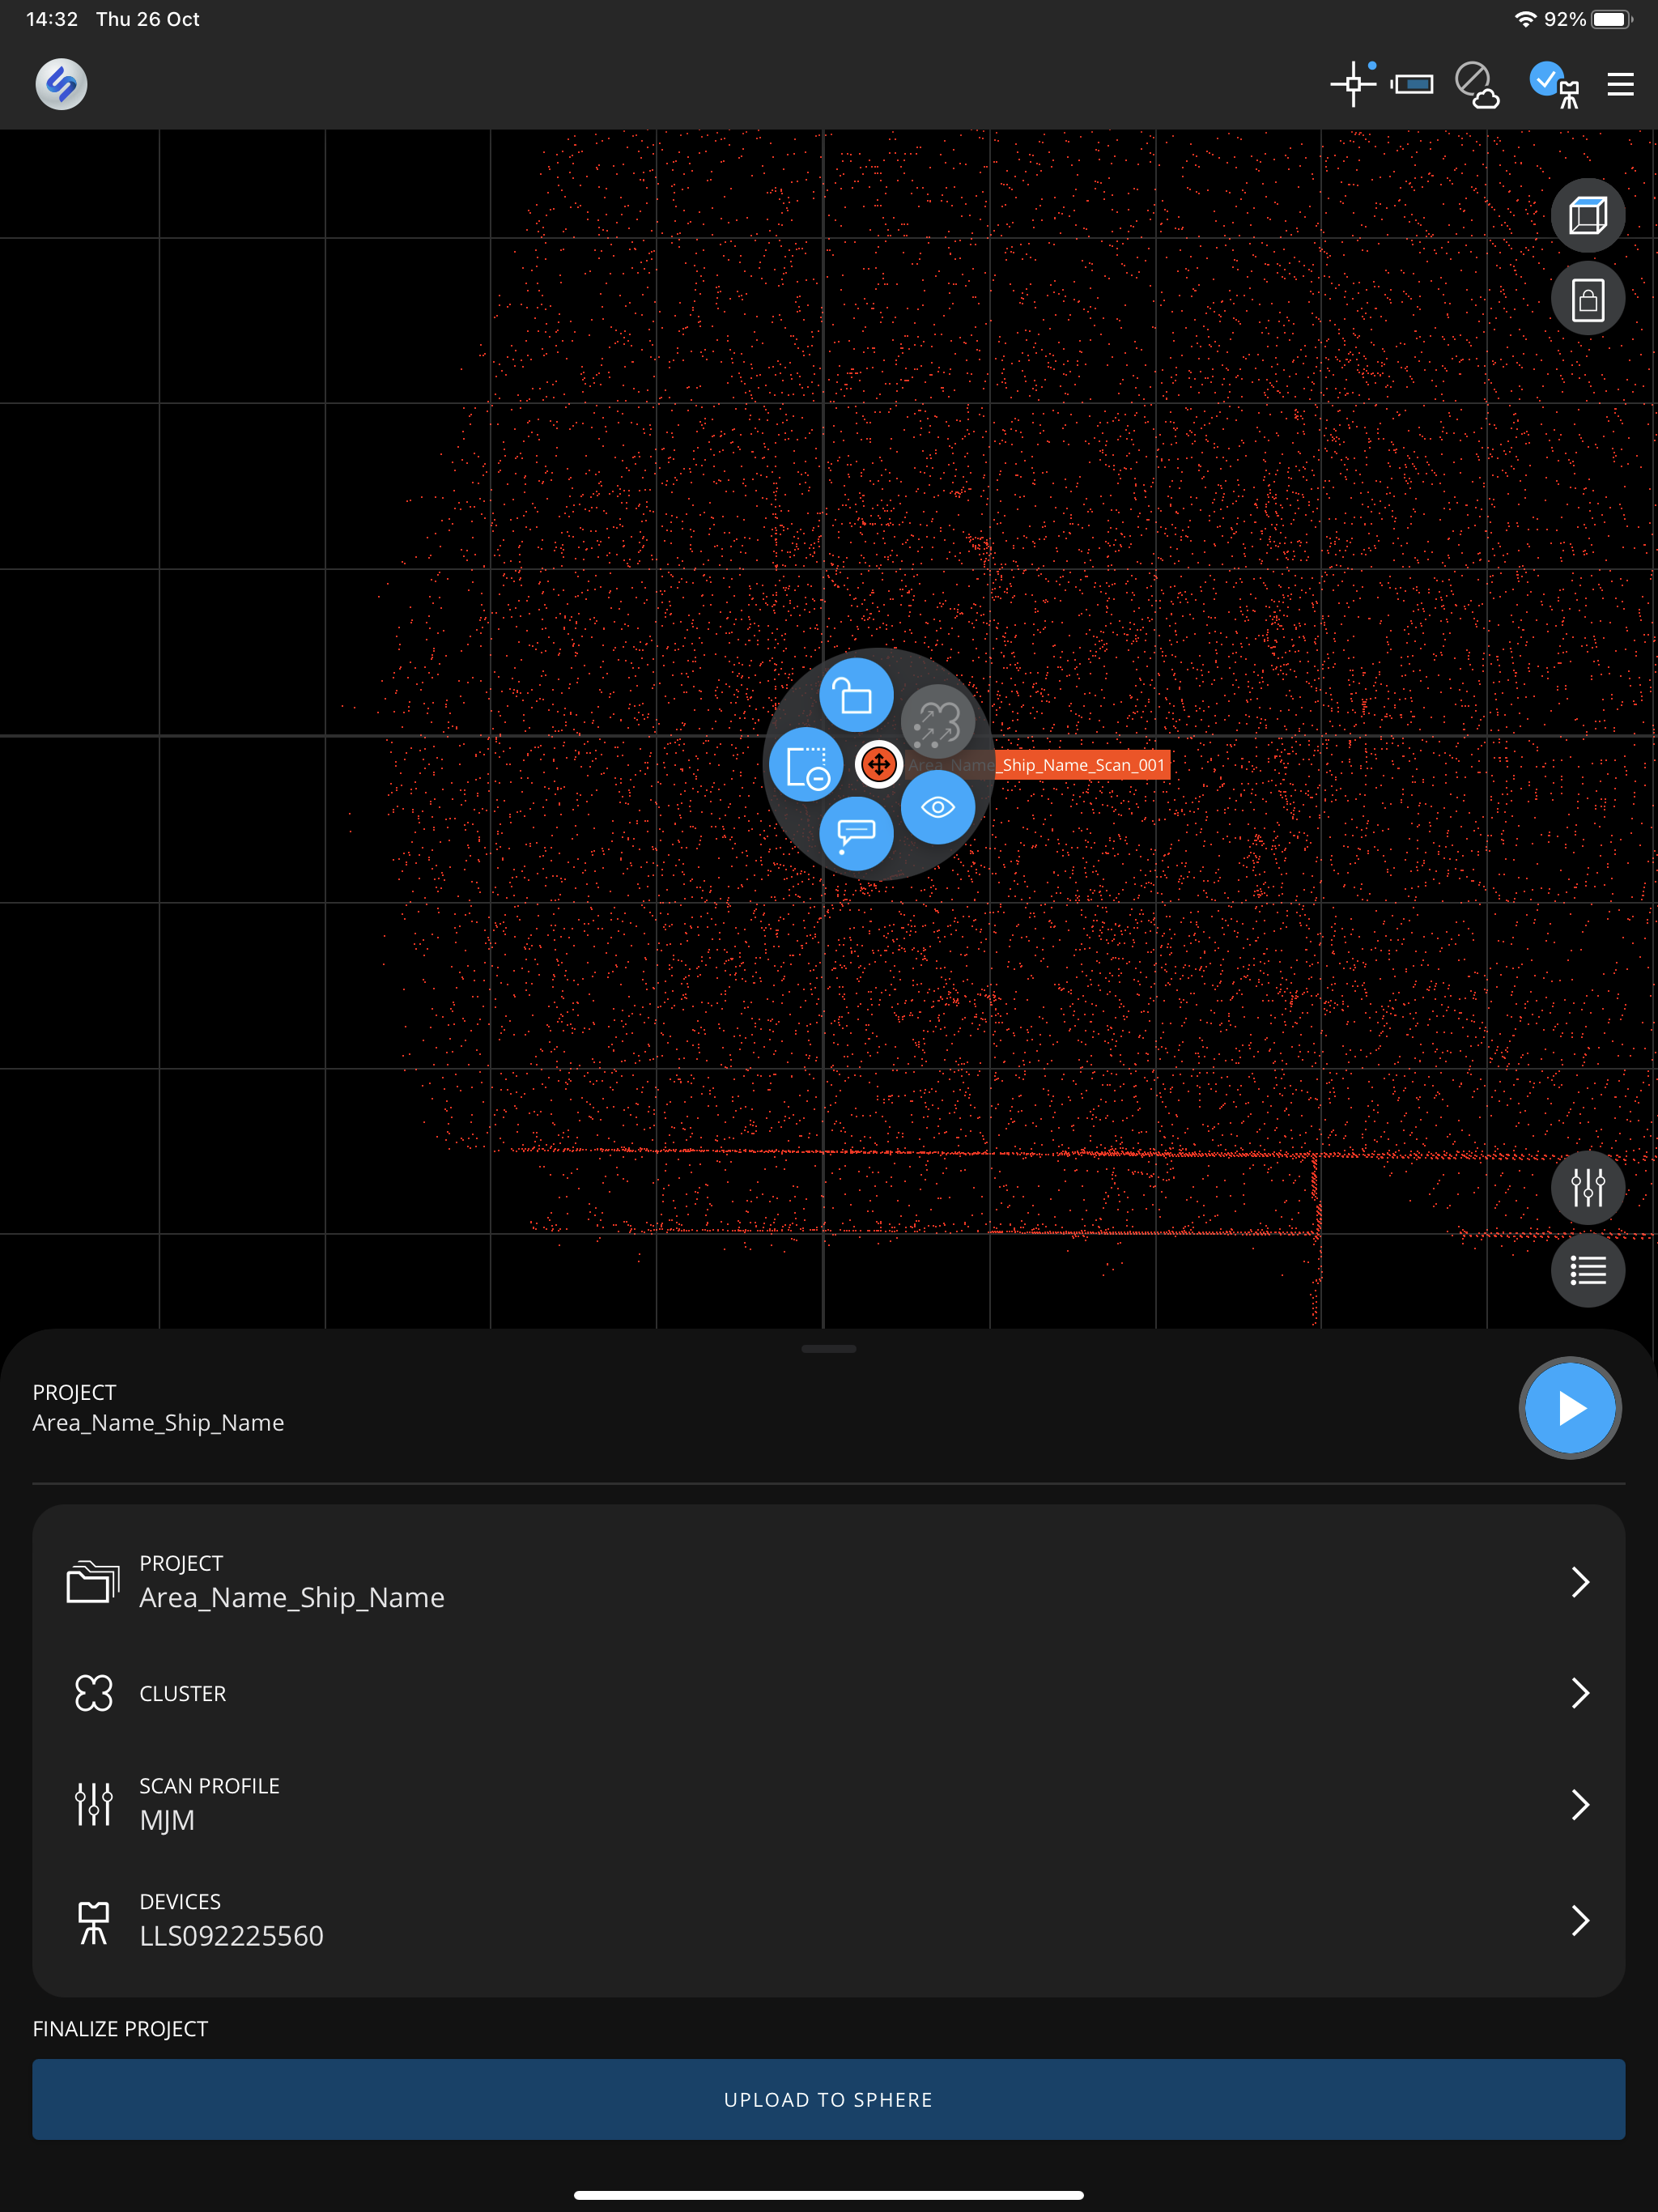 14:32 Thu 26 Oct
92%
Area_Name_Ship_Name_Scan_001
PROJECT
Area_Name_Ship_Name
PROJECT
Area_Name_Ship_Name
CLUSTER
SCAN PROFILE
MJM
DEVICES
LLS092225560
FINALIZE PROJECT
UPLOAD TO SPHERE